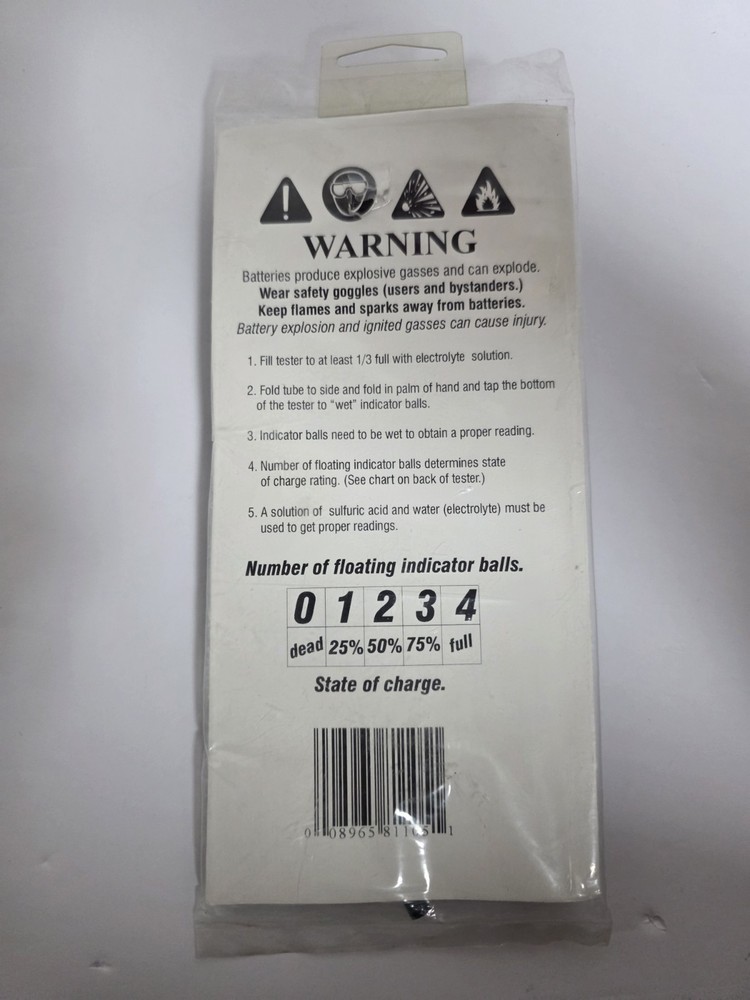 WARNING
Batteries produce explosive gasses and can explode.
Wear safety goggles (users and bystanders.)
Keep flames and sparks away from batteries.
Battery explosion and ignited gasses can cause injury.
1. Fill tester to at least 1/3 full with electrolyte solution.
2. Fold tube to side and fold in palm of hand and tap the bottom
of the tester to “wet” indicator balls.
3. Indicator balls need to be wet to obtain a proper reading.
4. Number of floating indicator balls determines state
of charge rating. (See chart on back of tester.)
5. A solution of sulfuric acid and water (electrolyte) must be
used to get proper readings.
Number of floating indicator balls.
0 1 2 3 4
dead 25% 50% 75% full
State of charge.
0 08965 81105 1